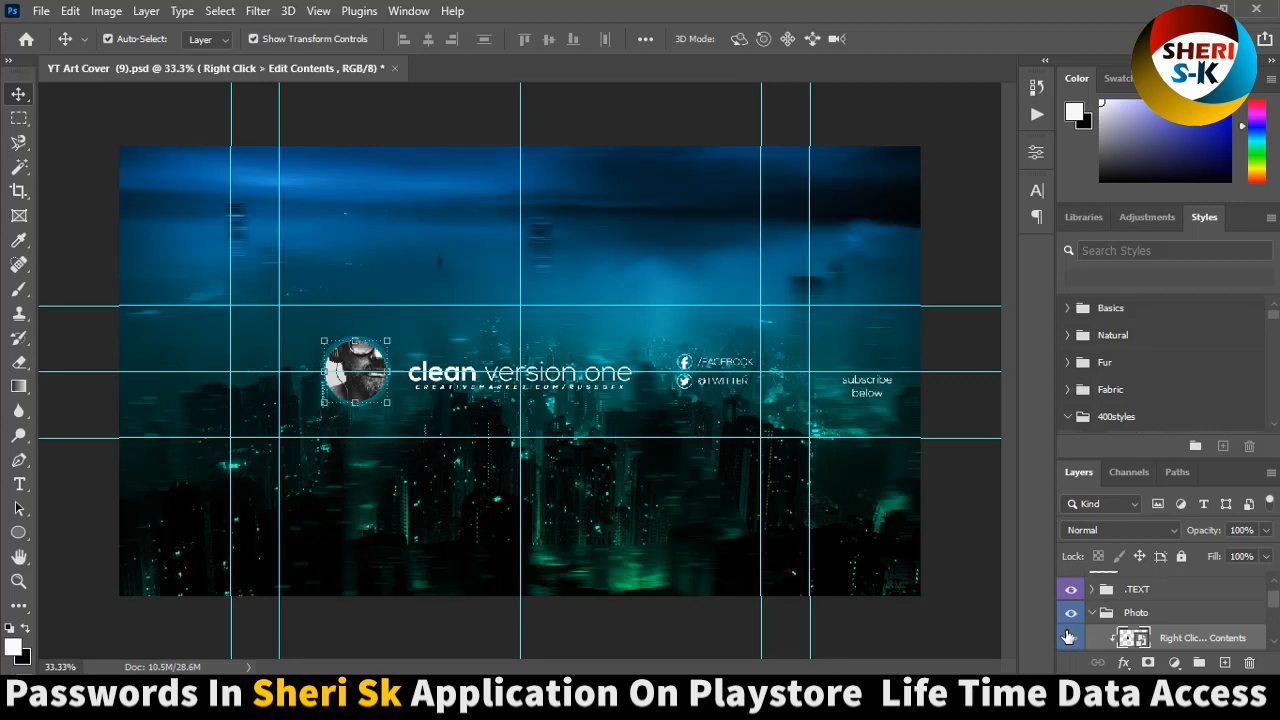 Ps File Edit Image Layer Type Select Filter 3D View Plugins Window Help
Auto-Select: Layer Show Transform Controls 3D Mode:
YT Art Cover (9).psd @ 33.3% ( Right Click > Edit Contents , RGB/8) *
SHERI
S-K
Color Swatc
Libraries Adjustments Styles
Search Styles
Basics
Natural
Fur
Fabric
400styles
clean version.one
CREATIVEMARKET.COM/RUSEGFX
/FACEBOOK
@TWITTER
subscribe
below
Layers Channels Paths
Kind
Normal Opacity: 100%
Lock: Fill: 100%
.TEXT
Photo
Right Clic... Contents
33.33% Doc: 10.5M/28.6M
Passwords In Sheri Sk Application On Playstore Life Time Data Access